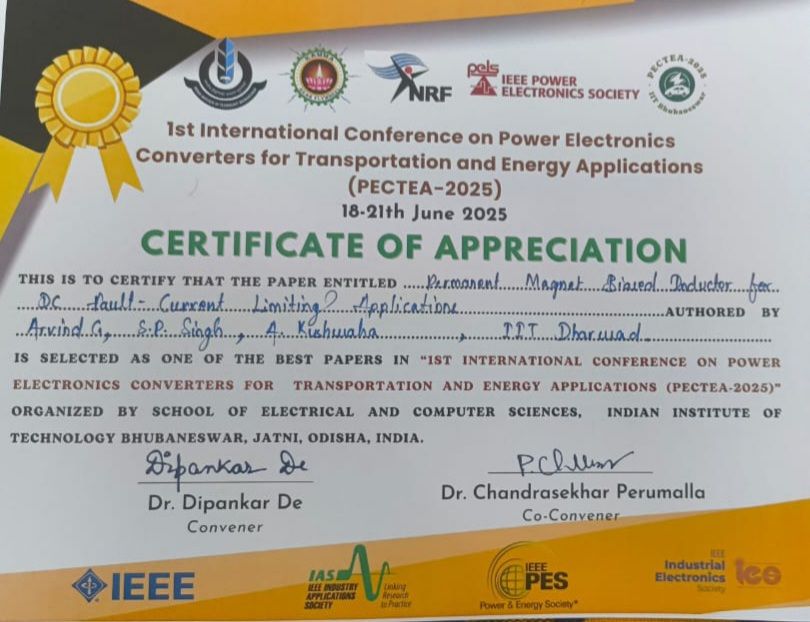 NRF
pels IEEE POWER
ELECTRONICS SOCIETY
PECTEA-2025
IIT Bhubaneswar
1st International Conference on Power Electronics
Converters for Transportation and Energy Applications
(PECTEA-2025)
18-21th June 2025
CERTIFICATE OF APPRECIATION
THIS IS TO CERTIFY THAT THE PAPER ENTITLED ....Permanent Magnet Biased Inductor for
DC Fault-Current Limiting Applications AUTHORED BY
Arvind G, S.P. Singh, A. Kushwaha, IIT Dharwad
IS SELECTED AS ONE OF THE BEST PAPERS IN "1ST INTERNATIONAL CONFERENCE ON POWER
ELECTRONICS CONVERTERS FOR TRANSPORTATION AND ENERGY APPLICATIONS (PECTEA-2025)"
ORGANIZED BY SCHOOL OF ELECTRICAL AND COMPUTER SCIENCES, INDIAN INSTITUTE OF
TECHNOLOGY BHUBANESWAR, JATNI, ODISHA, INDIA.
Dipankar De
Dr. Dipankar De
Convener
Dr. Chandrasekhar Perumalla
Co-Convener
IEEE
IAS
IEEE INDUSTRY
APPLICATIONS
SOCIETY
Linking
Research
to Practice
IEEE
PES
Power & Energy Society®
IEEE
Industrial
Electronics
Society
ies